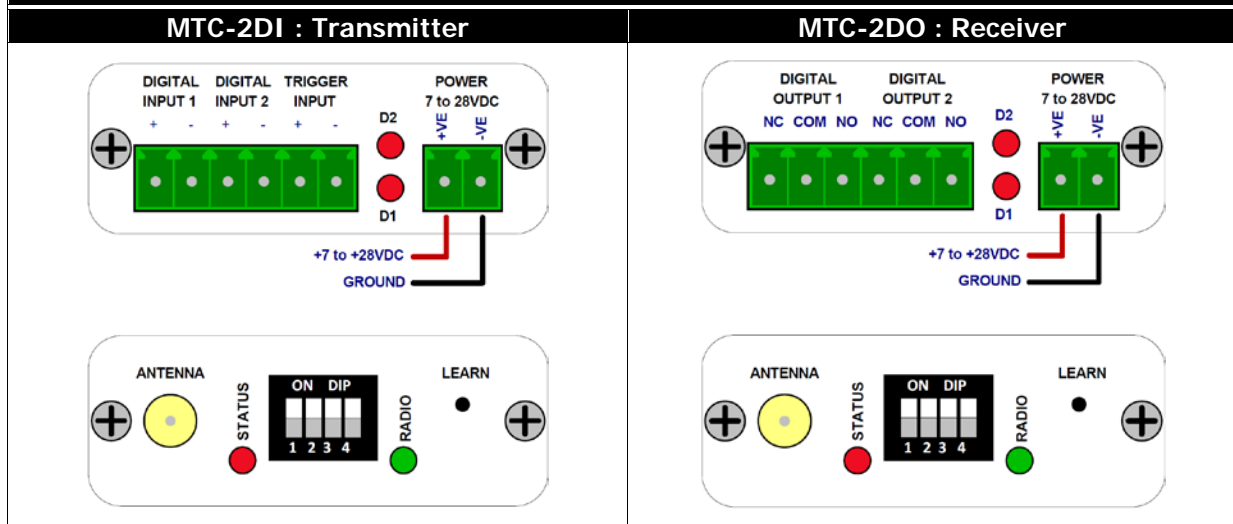 MTC-2DI : Transmitter
DIGITAL INPUT 1
DIGITAL INPUT 2
TRIGGER INPUT
POWER
7 to 28VDC
+ - + - + -
D2
+VE
-VE
D1
+7 to +28VDC
GROUND
ANTENNA
STATUS
ON DIP
1 2 3 4
RADIO
LEARN
MTC-2DO : Receiver
DIGITAL OUTPUT 1
DIGITAL OUTPUT 2
POWER
7 to 28VDC
NC COM NO NC COM NO
D2
+VE
-VE
D1
+7 to +28VDC
GROUND
ANTENNA
STATUS
ON DIP
1 2 3 4
RADIO
LEARN